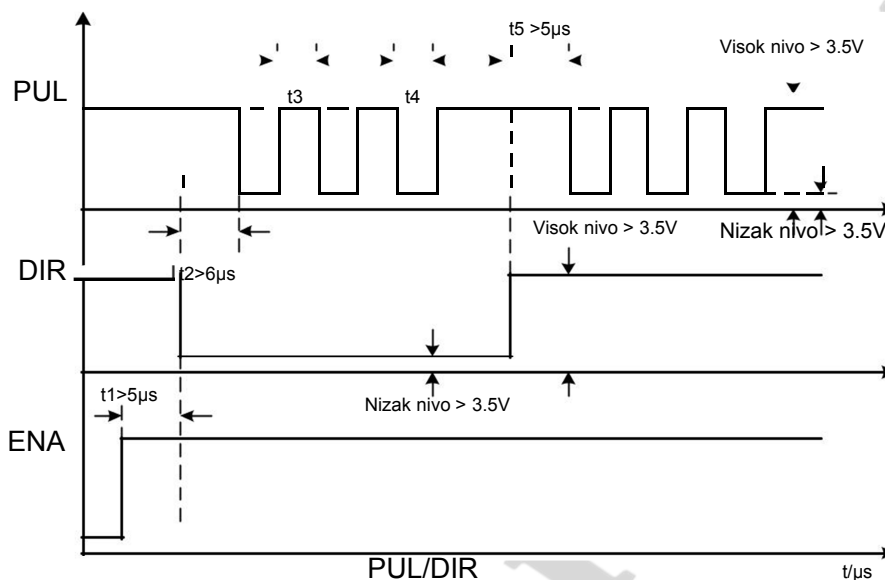 t5 >5µs
Visok nivo > 3.5V
PUL
t3
t4
Visok nivo > 3.5V
Nizak nivo > 3.5V
DIR
t2>6µs
t1>5µs
Nizak nivo > 3.5V
ENA
PUL/DIR
t/µs